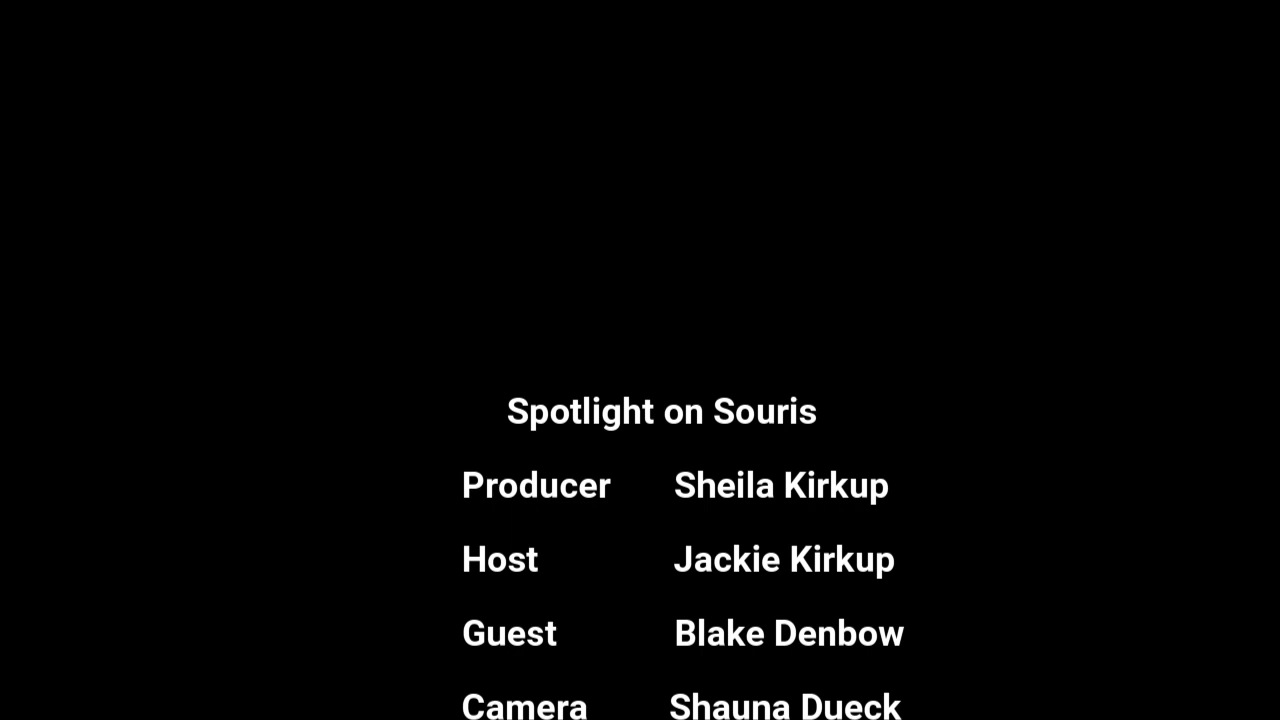 Spotlight on Souris
Producer Sheila Kirkup
Host Jackie Kirkup
Guest Blake Denbow
Camera Shauna Dueck